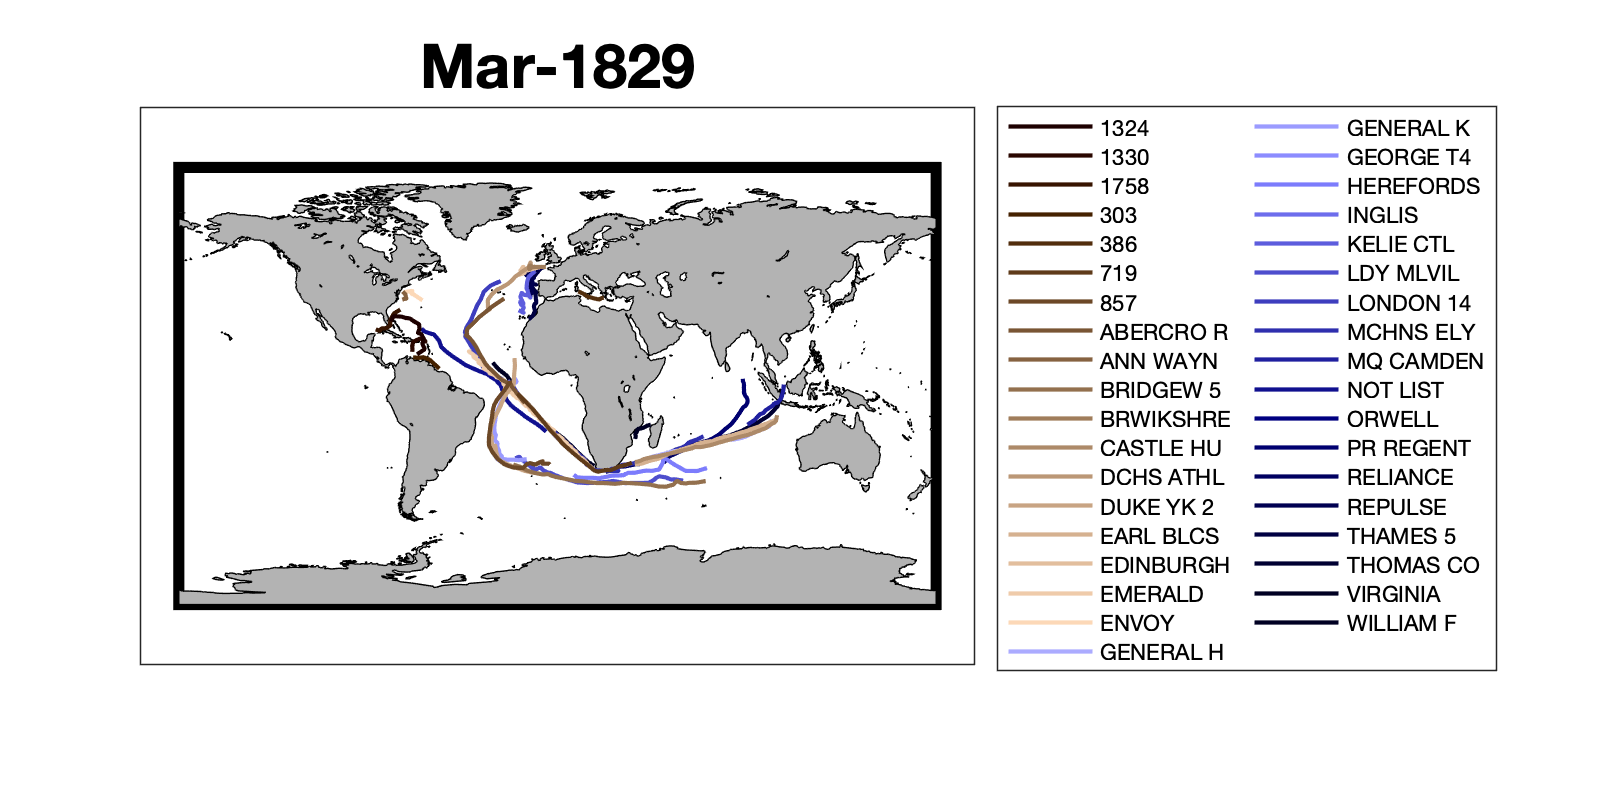 Mar-1829
1324
1330
1758
303
386
719
857
ABERCRO R
ANN WAYN
BRIDGEW 5
BRWIKSHRE
CASTLE HU
DCHS ATHL
DUKE YK 2
EARL BLCS
EDINBURGH
EMERALD
ENVOY
GENERAL H
GENERAL K
GEORGE T4
HEREFORDS
INGLIS
KELIE CTL
LDY MLVIL
LONDON 14
MCHNS ELY
MQ CAMDEN
NOT LIST
ORWELL
PR REGENT
RELIANCE
REPULSE
THAMES 5
THOMAS CO
VIRGINIA
WILLIAM F